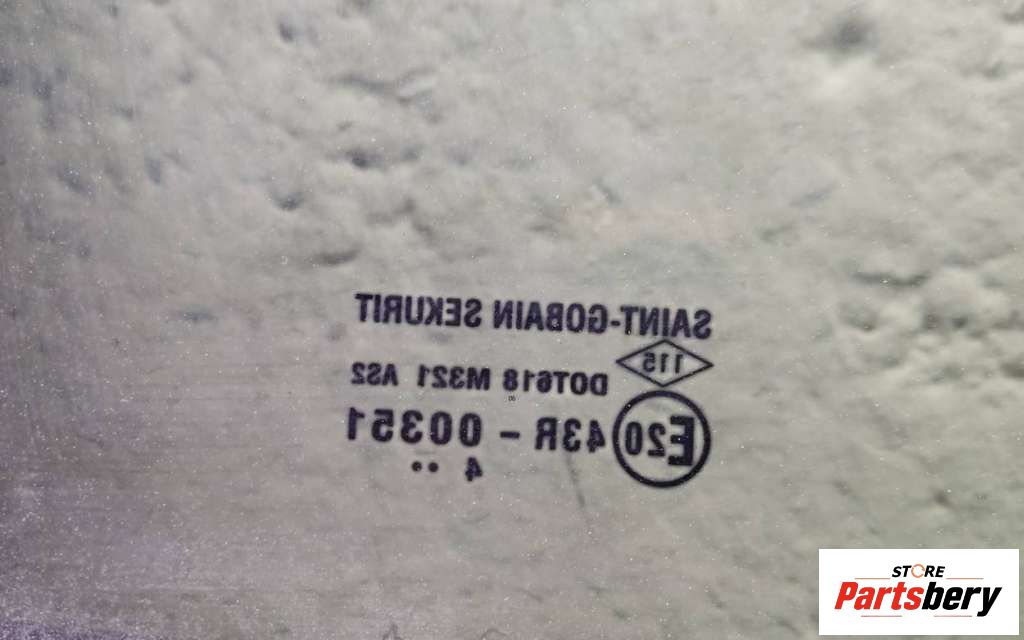 SAINT-GOBAIN SEKURIT
115
DOT618 M321 AS2
E20 43R - 00351
4 ••
STORE
Partsbery